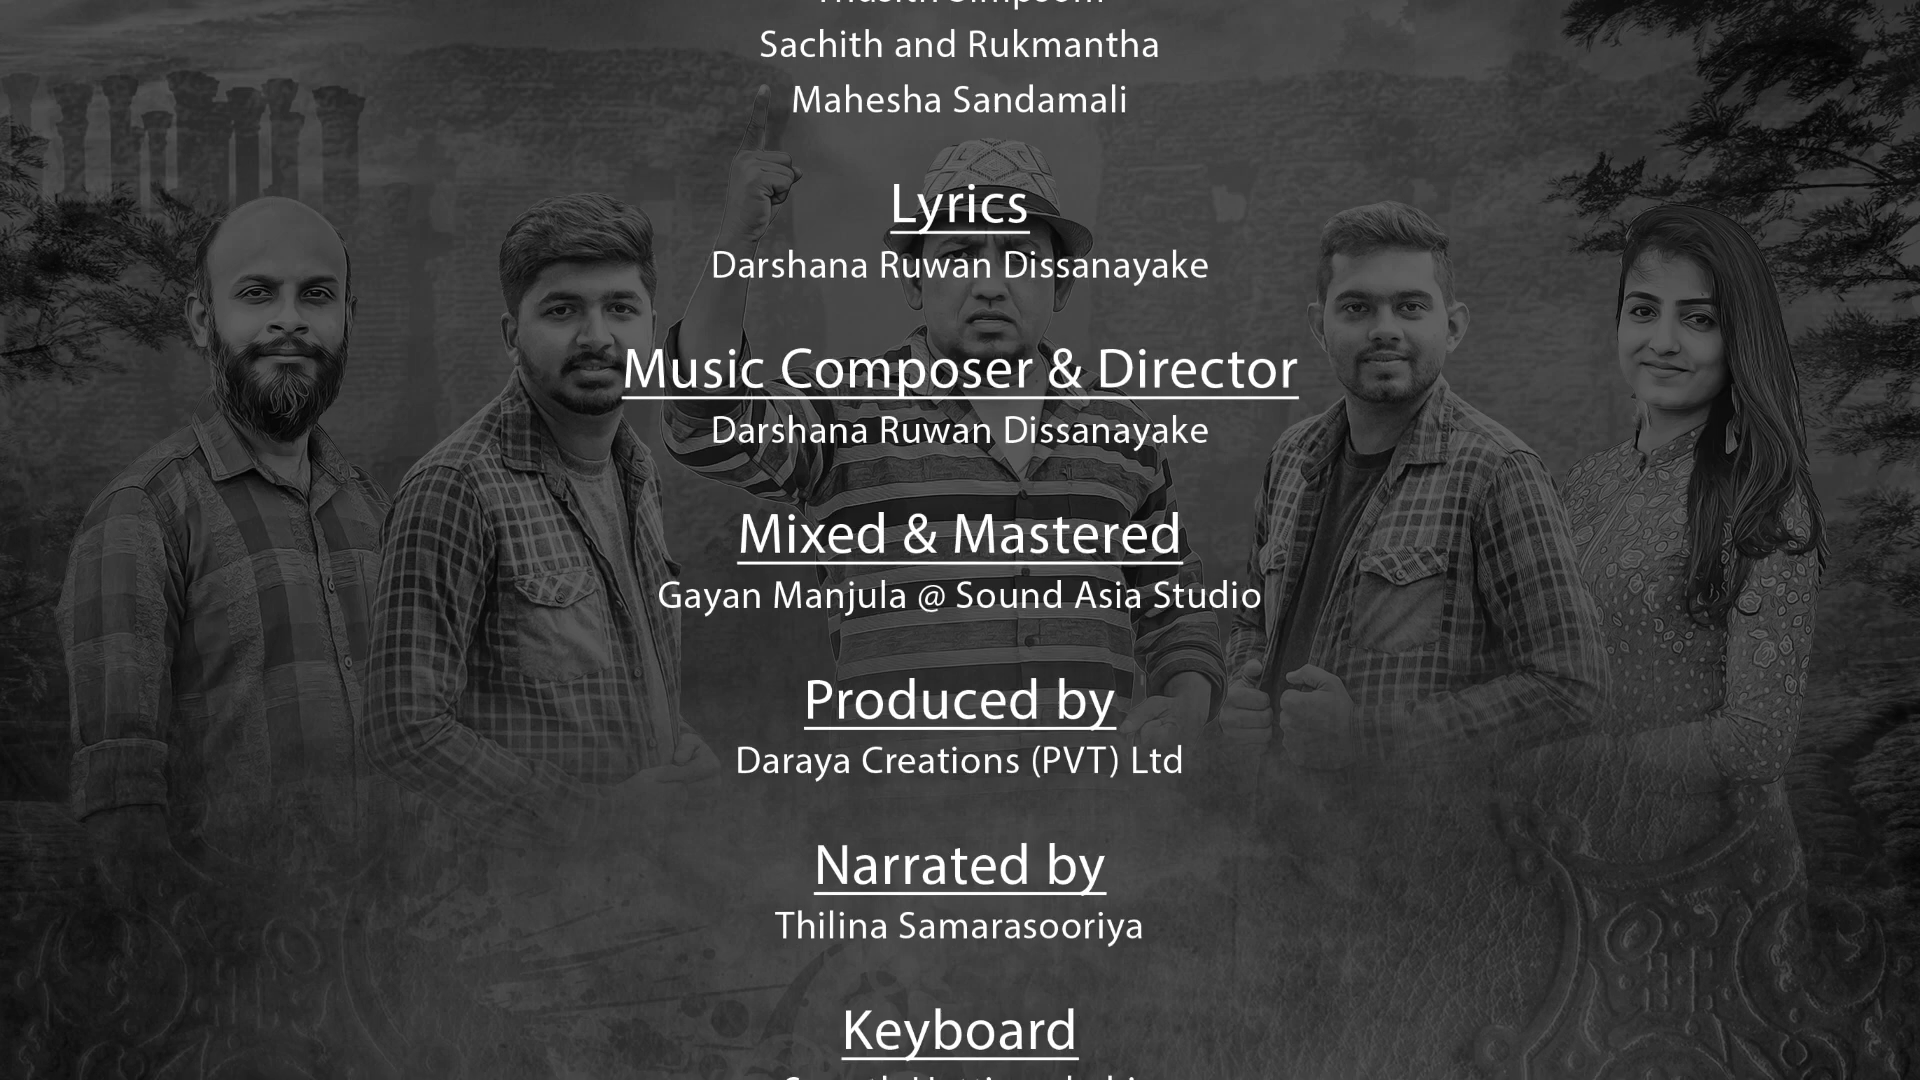 Sachith and Rukmantha
Mahesha Sandamali
Lyrics
Darshana Ruwan Dissanayake
Music Composer & Director
Darshana Ruwan Dissanayake
Mixed & Mastered
Gayan Manjula @ Sound Asia Studio
Produced by
Daraya Creations (PVT) Ltd
Narrated by
Thilina Samarasooriya
Keyboard